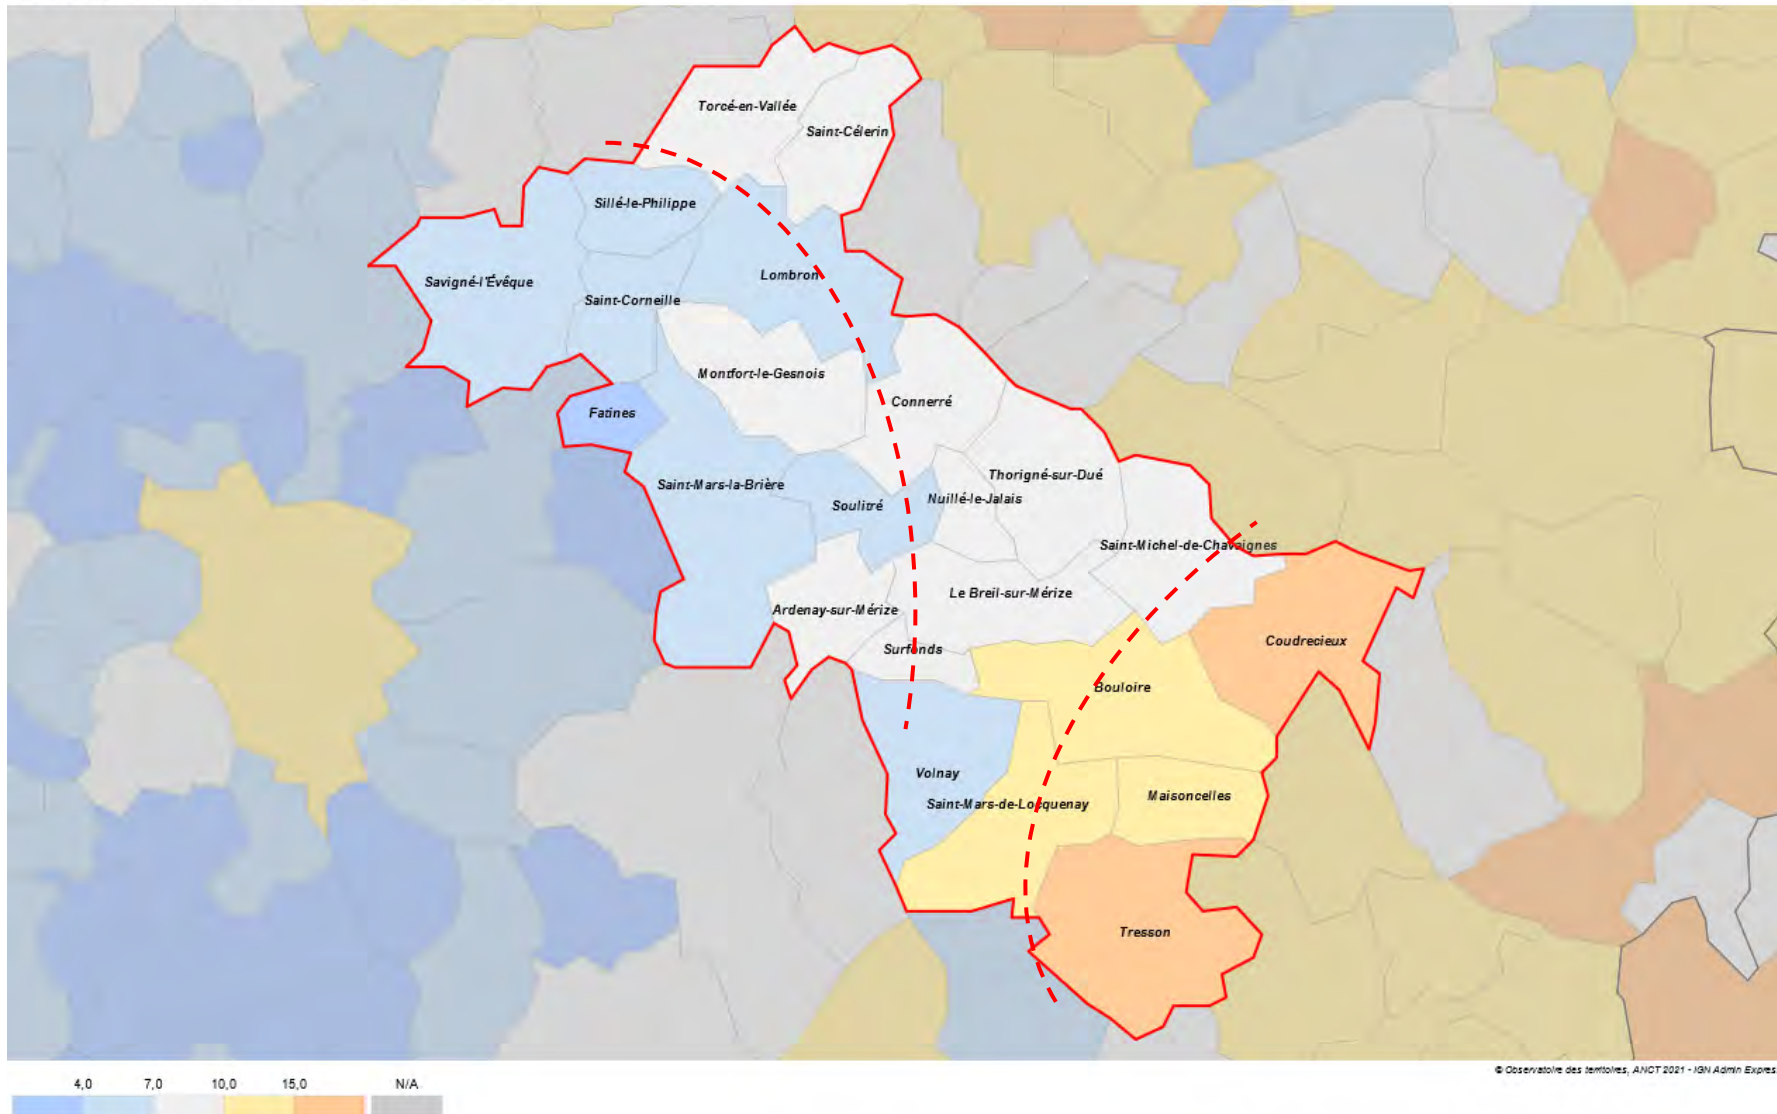 Torcé-en-Vallée
Saint-Célerin
Sillé-le-Philippe
Lombron
Savigné-l'Évêque
Saint-Corneille
Montfort-le-Gesnois
Connerré
Fatines
Thorigné-sur-Dué
Saint-Mars-la-Brière
Nuillé-le-Jalais
Soulitré
Saint-Michel-de-Chavaignes
Le Breil-sur-Mérize
Ardenay-sur-Mérize
Coudrecieux
Surfonds
Bouloire
Volnay
Maisoncelles
Saint-Mars-de-Locquenay
Tresson
© Observatoire des territoires, ANCT 2021 - IGN Admin Expres
4,0 7,0 10,0 15,0 N/A